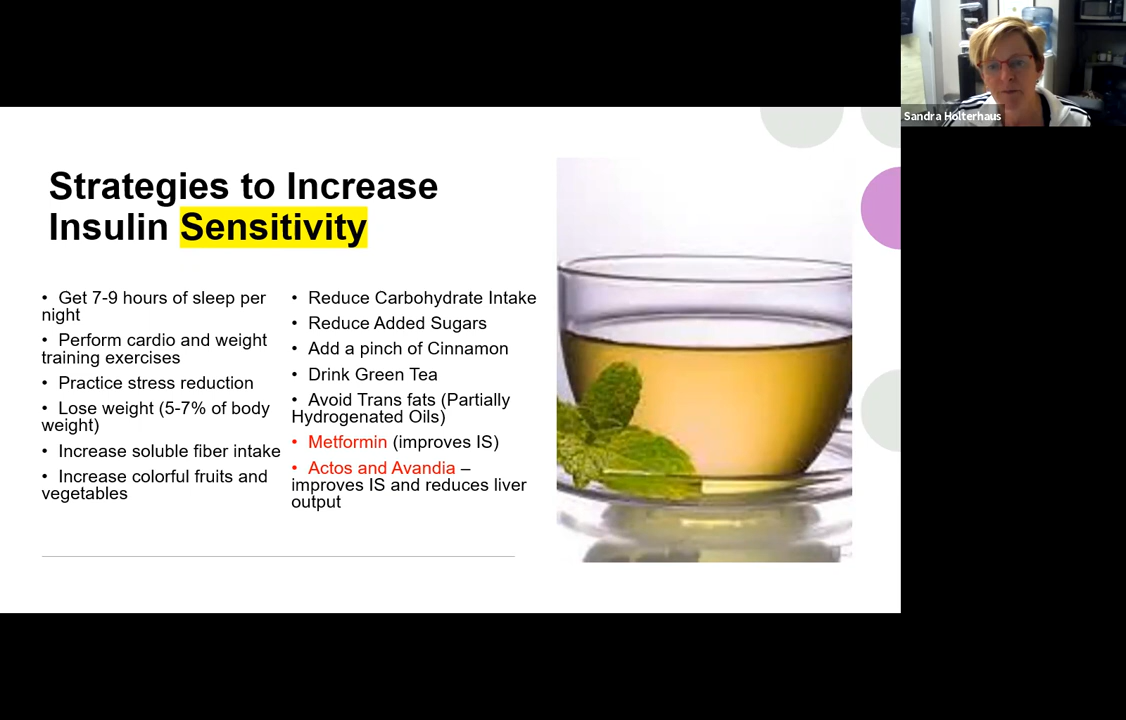 Sandra Holterhaus
Strategies to Increase
Insulin Sensitivity
• Get 7-9 hours of sleep per
night
• Perform cardio and weight
training exercises
• Practice stress reduction
• Lose weight (5-7% of body
weight)
• Increase soluble fiber intake
• Increase colorful fruits and
vegetables
• Reduce Carbohydrate Intake
• Reduce Added Sugars
• Add a pinch of Cinnamon
• Drink Green Tea
• Avoid Trans fats (Partially
Hydrogenated Oils)
• Metformin (improves IS)
• Actos and Avandia –
improves IS and reduces liver
output